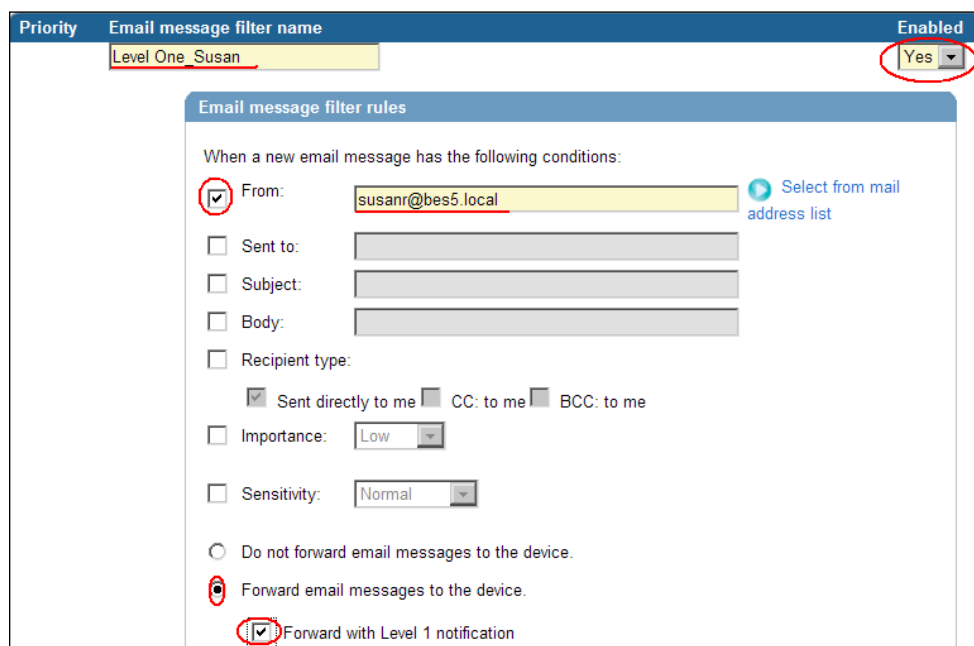 Priority Email message filter name Enabled
Level One_Susan Yes
Email message filter rules
When a new email message has the following conditions:
From: susanr@bes5.local Select from mail
address list
Sent to:
Subject:
Body:
Recipient type:
Sent directly to me CC: to me BCC: to me
Importance: Low
Sensitivity: Normal
Do not forward email messages to the device.
Forward email messages to the device.
Forward with Level 1 notification